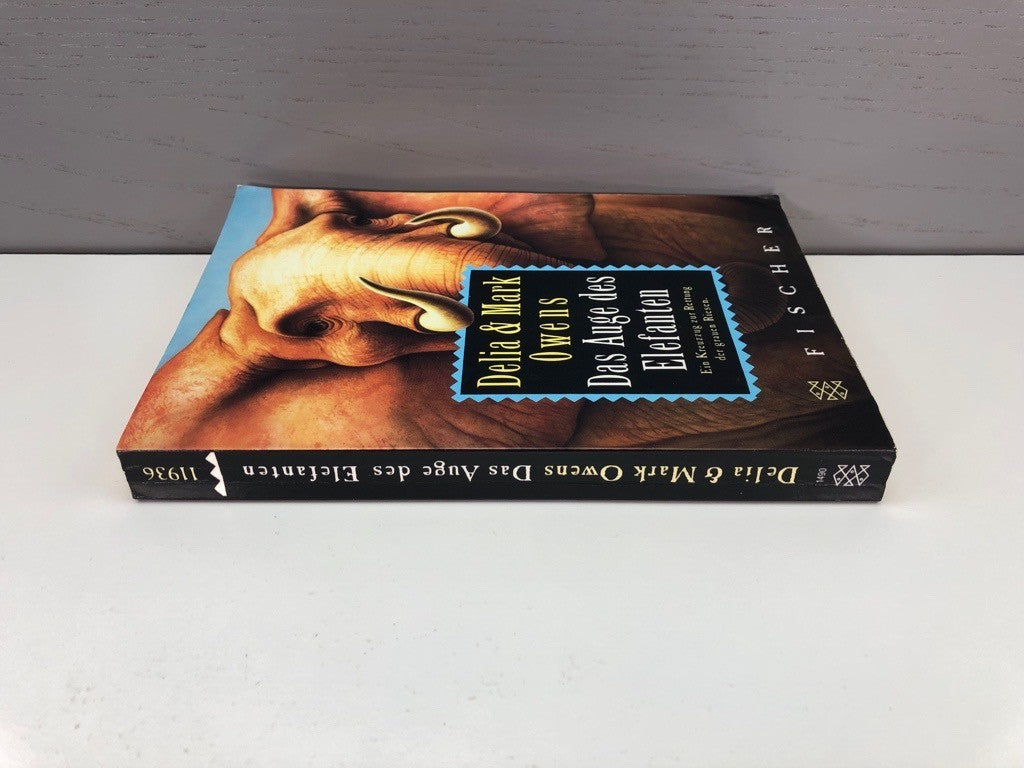 Delia & Mark
Owens
Das Auge des
Elefanten
Ein Kreuzzug zur Rettung
der grauen Riesen.
FISCHER
1490 Delia & Mark Owens Das Auge des Elefanten 11936